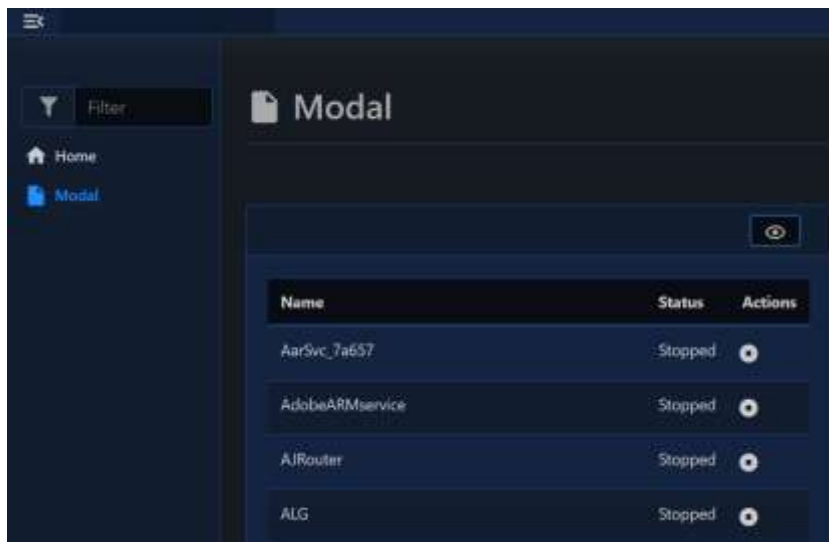 Filter
Modal
Home
Modal
Name Status Actions
AarSvc_7a657 Stopped
AdobeARMservice Stopped
AJRouter Stopped
ALG Stopped